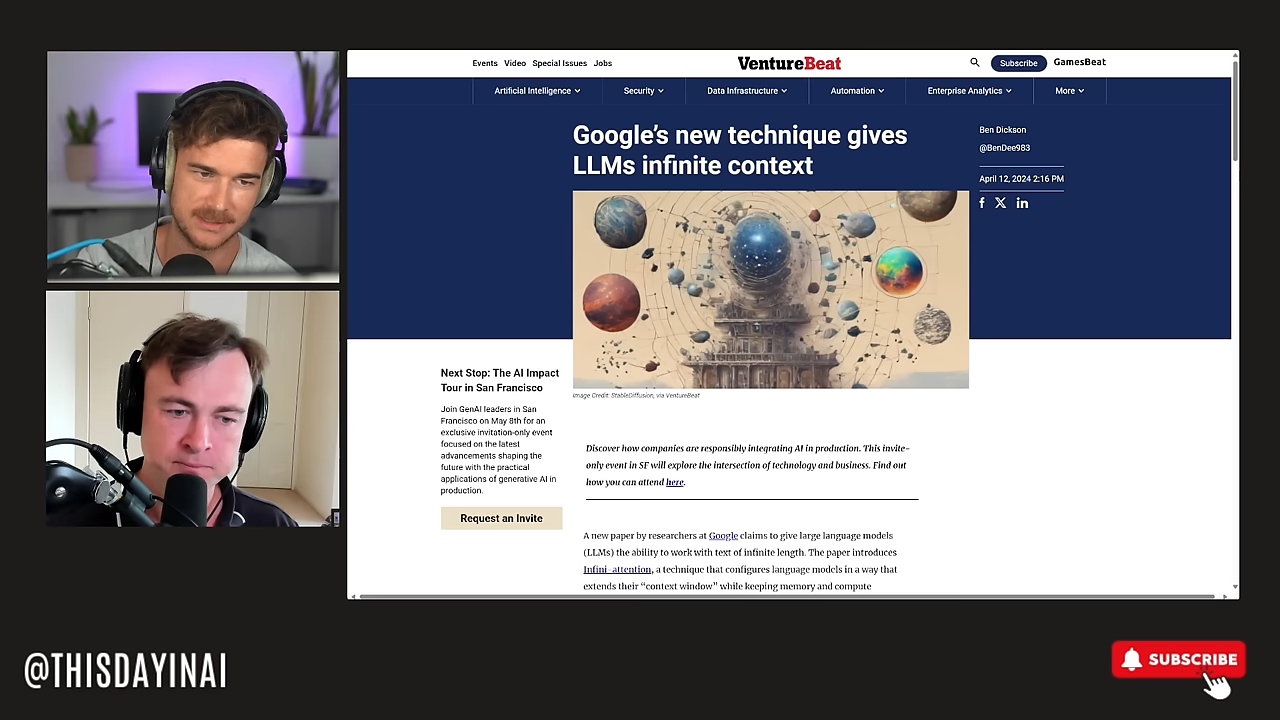 Events Video Special Issues Jobs
VentureBeat
Subscribe
GamesBeat
Artificial Intelligence
Security
Data Infrastructure
Automation
Enterprise Analytics
More
Google's new technique gives
LLMs infinite context
Ben Dickson
@BenDee983
April 12, 2024 2:16 PM
Image Credit: StableDiffusion, via VentureBeat
Next Stop: The AI Impact
Tour in San Francisco
Join GenAI leaders in San
Francisco on May 8th for an
exclusive invitation-only event
focused on the latest
advancements shaping the
future with the practical
applications of generative AI in
production.
Request an Invite
Discover how companies are responsibly integrating AI in production. This invite-
only event in SF will explore the intersection of technology and business. Find out
how you can attend here.
A new paper by researchers at Google claims to give large language models
(LLMs) the ability to work with text of infinite length. The paper introduces
Infini-attention, a technique that configures language models in a way that
extends their “context window” while keeping memory and compute
@THISDAYINAI
SUBSCRIBE